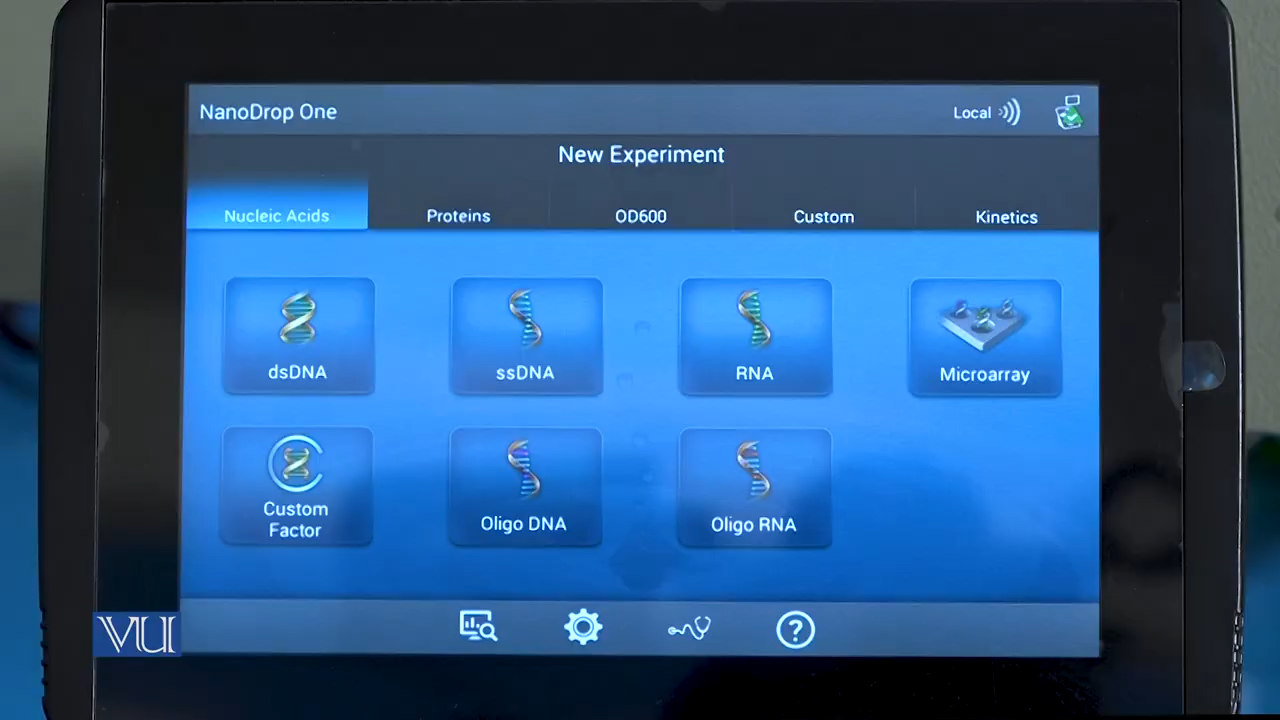 NanoDrop One
Local
New Experiment
Nucleic Acids
Proteins
OD600
Custom
Kinetics
dsDNA
ssDNA
RNA
Microarray
Custom
Factor
Oligo DNA
Oligo RNA
?
VU